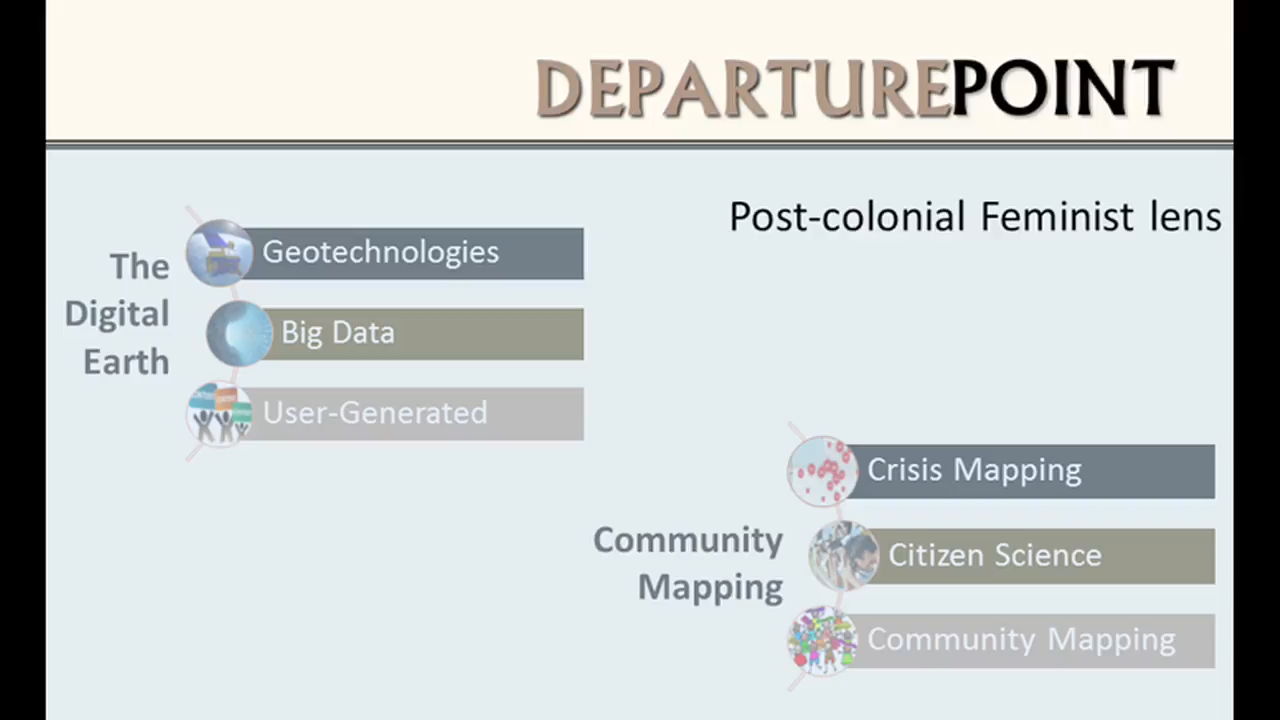 DEPARTUREPOINT
Post-colonial Feminist lens
The
Digital
Earth
Geotechnologies
Big Data
User-Generated
Community
Mapping
Crisis Mapping
Citizen Science
Community Mapping